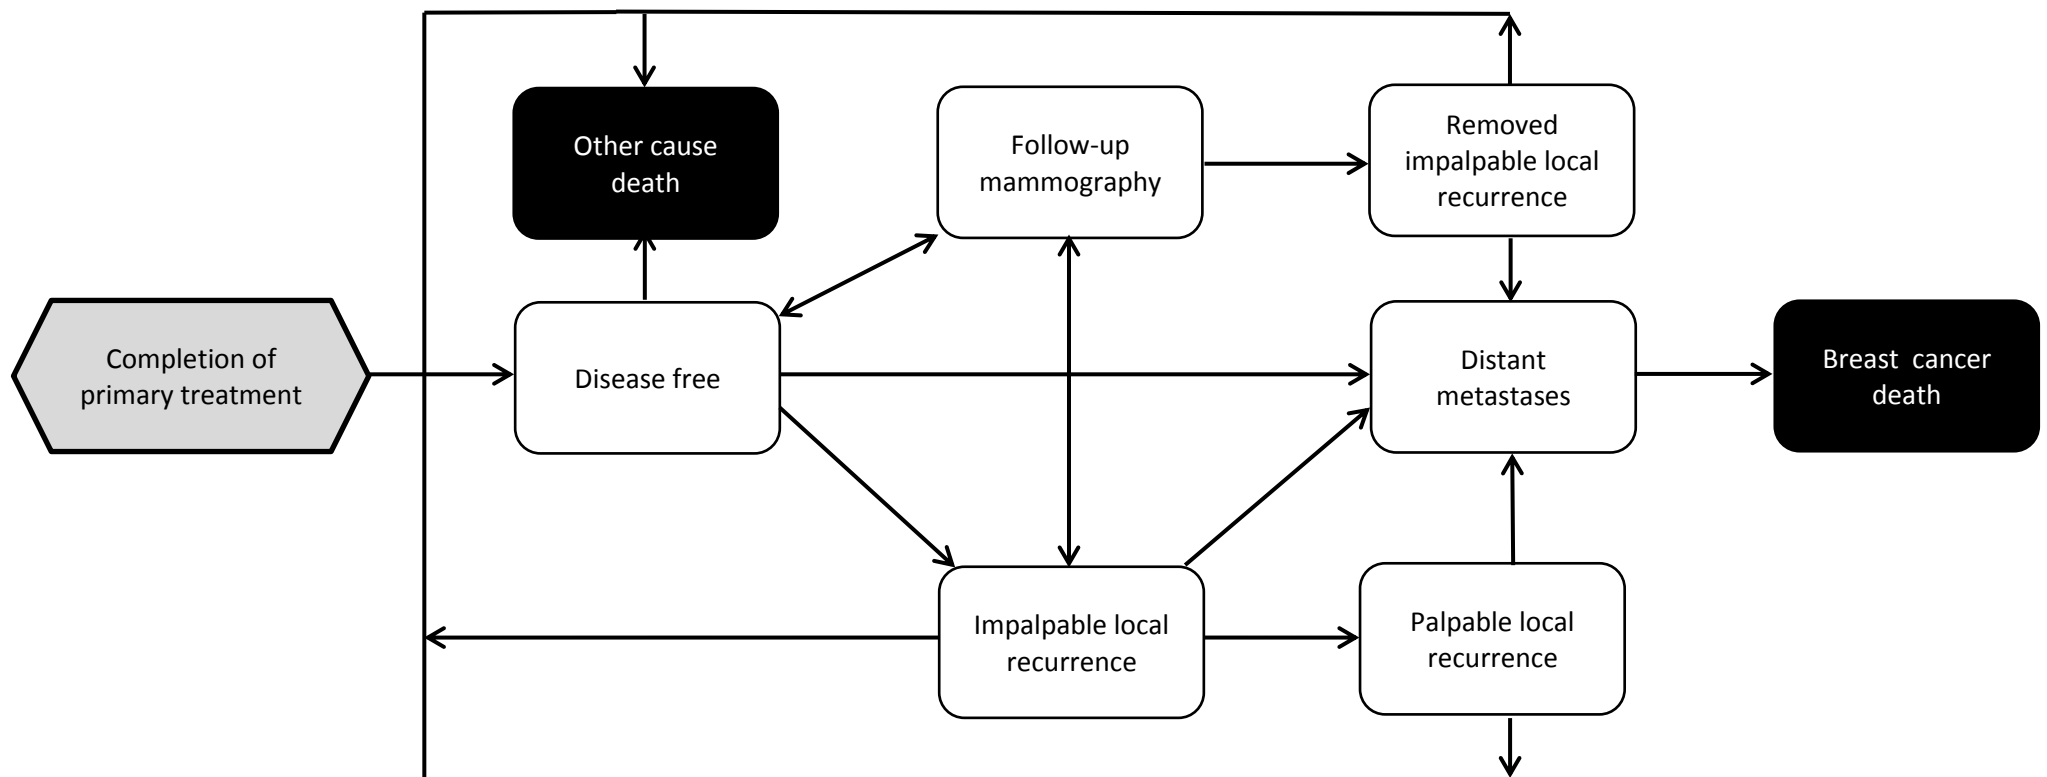 Other cause
death
Follow-up
mammography
Removed
impalpable local
recurrence
Completion of
primary treatment
Disease free
Distant
metastases
Breast cancer
death
Impalpable local
recurrence
Palpable local
recurrence